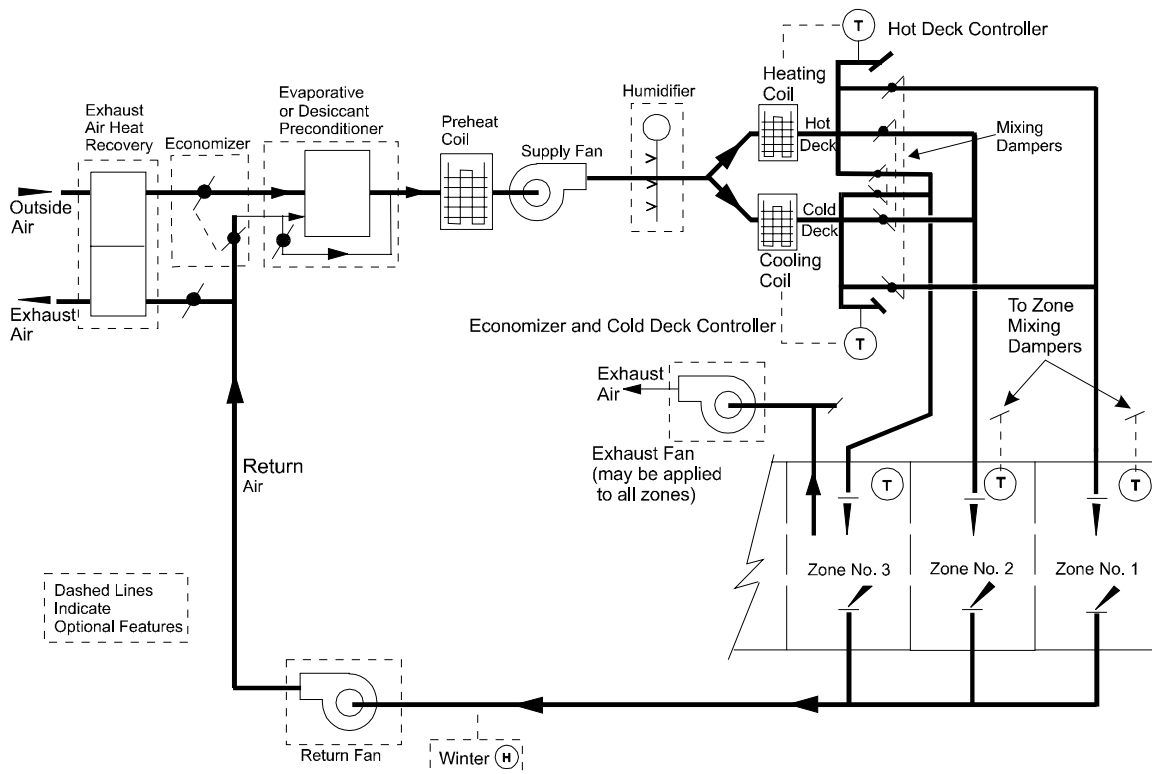 T
Hot Deck Controller
Exhaust
Air Heat
Recovery
Economizer
Evaporative
or Desiccant
Preconditioner
Preheat
Coil
Supply Fan
Humidifier
Heating
Coil
Hot
Deck
Mixing
Dampers
Outside
Air
Exhaust
Air
Cold
Deck
Cooling
Coil
Economizer and Cold Deck Controller
T
To Zone
Mixing
Dampers
Exhaust
Air
Exhaust Fan
(may be applied
to all zones)
Return
Air
T
T
T
Zone No. 3
Zone No. 2
Zone No. 1
Dashed Lines
Indicate
Optional Features
Return Fan
Winter H